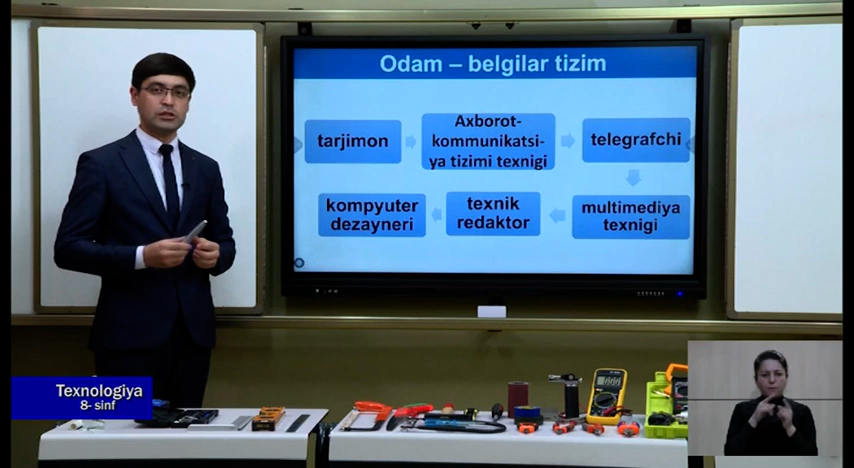 Odam – belgilar tizim
tarjimon
Axborot-
kommunikatsi-
ya tizimi texnigi
telegrafchi
kompyuter
dezayneri
texnik
redaktor
multimediya
texnigi
Texnologiya
8- sinf